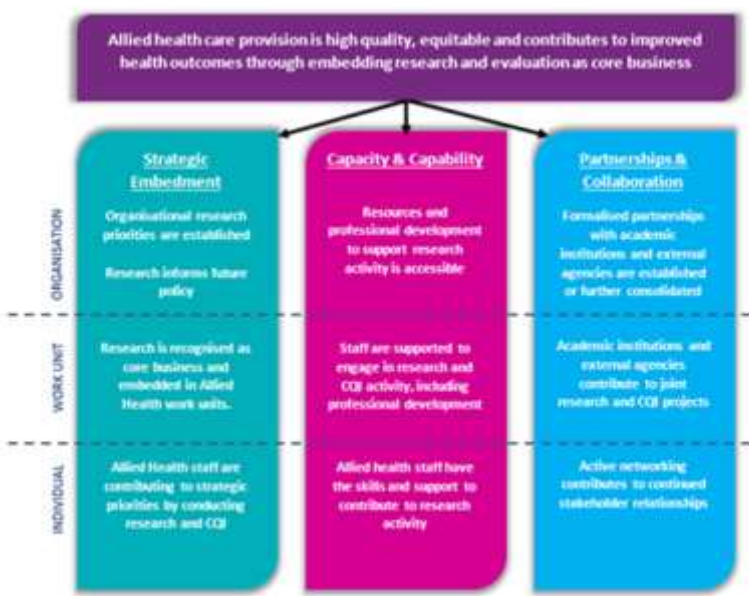 Allied health care provision is high quality, equitable and contributes to improved
health outcomes through embedding research and evaluation as core business
Strategic
Embedment
Organisational research
priorities are established
Research informs future
policy
Capacity & Capability
Resources and
professional development
to support research
activity is accessible
Partnerships &
Collaboration
Formalised partnerships
with academic
institutions and external
agencies are established
or further consolidated
ORGANISATION
Research is recognised as
core business and
embedded in Allied
Health work units.
Staff are supported to
engage in research and
CQI activity, including
professional development
Academic institutions and
external agencies
contribute to joint
research and CQI projects
WORK UNIT
Allied Health staff are
contributing to strategic
priorities by conducting
research and CQI
Allied health staff have
the skills and support to
contribute to research
activity
Active networking
contributes to continued
stakeholder relationships
INDIVIDUAL